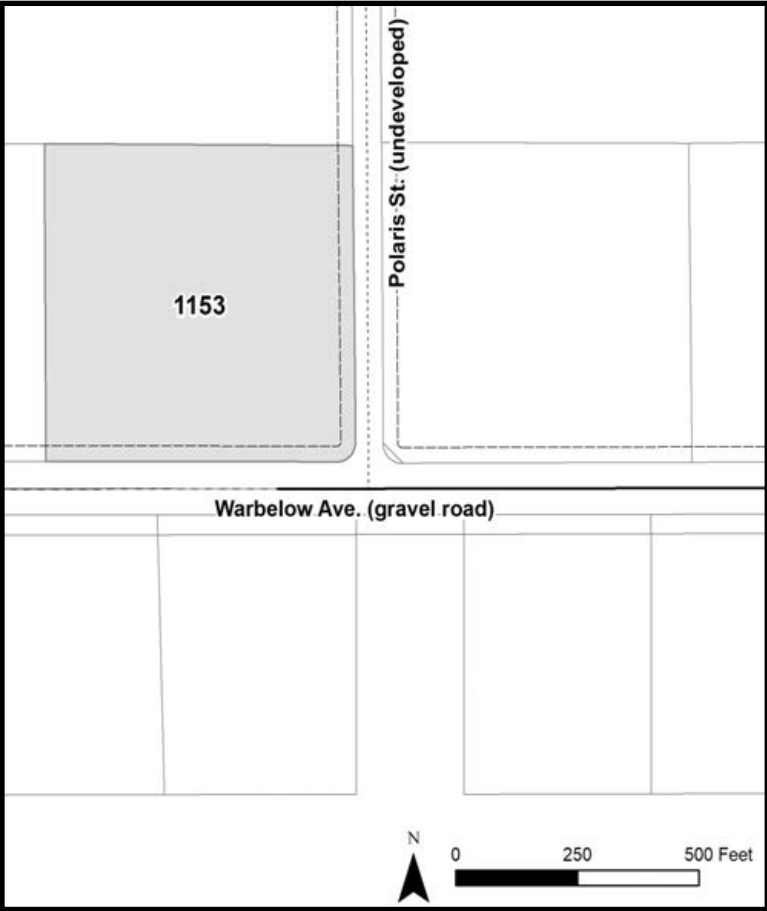 Polaris St. (undeveloped)
1153
Warbelow Ave. (gravel road)
N
0 250 500 Feet